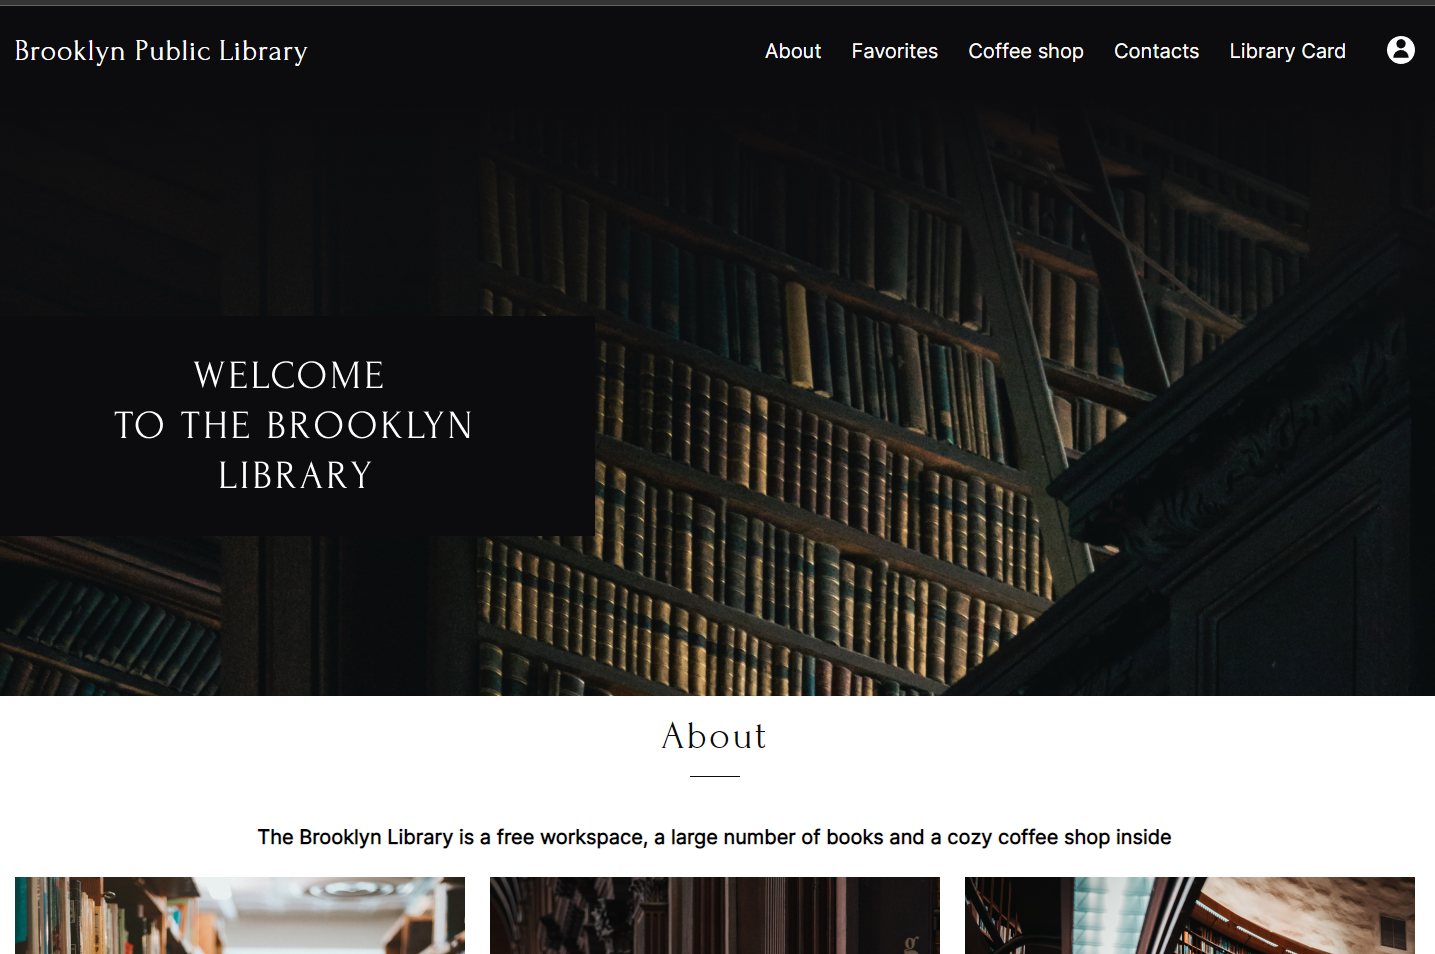 Brooklyn Public Library
About Favorites Coffee shop Contacts Library Card
WELCOME
TO THE BROOKLYN
LIBRARY
About
The Brooklyn Library is a free workspace, a large number of books and a cozy coffee shop inside